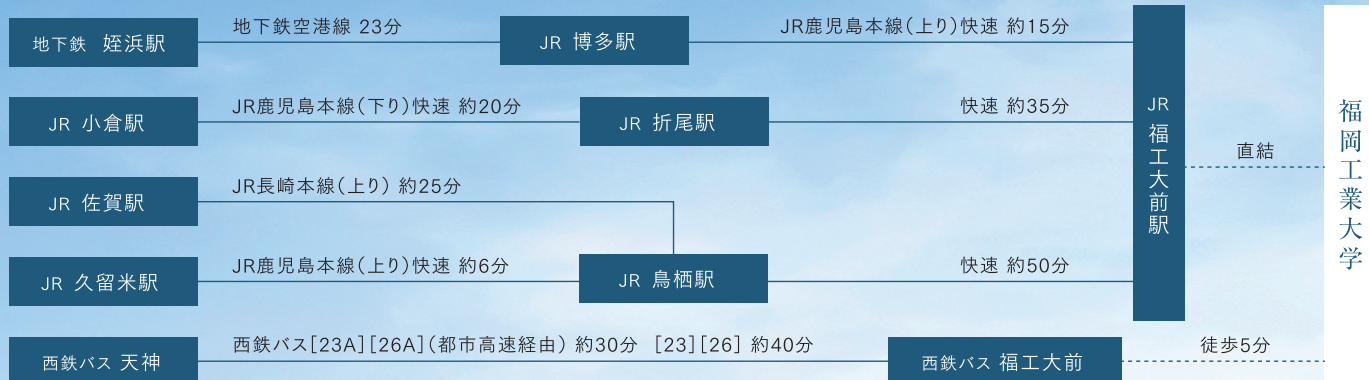 地下鉄 姪浜駅
地下鉄空港線 23分
JR 博多駅
JR鹿児島本線(上り)快速 約15分
JR 小倉駅
JR鹿児島本線(下り)快速 約20分
JR 折尾駅
快速 約35分
JR 佐賀駅
JR長崎本線(上り) 約25分
JR 久留米駅
JR鹿児島本線(上り)快速 約6分
JR 鳥栖駅
快速 約50分
JR 福工大前駅
直結
西鉄バス 天神
西鉄バス[23A][26A](都市高速経由) 約30分 [23][26] 約40分
西鉄バス 福工大前
徒歩5分
福岡工業大学